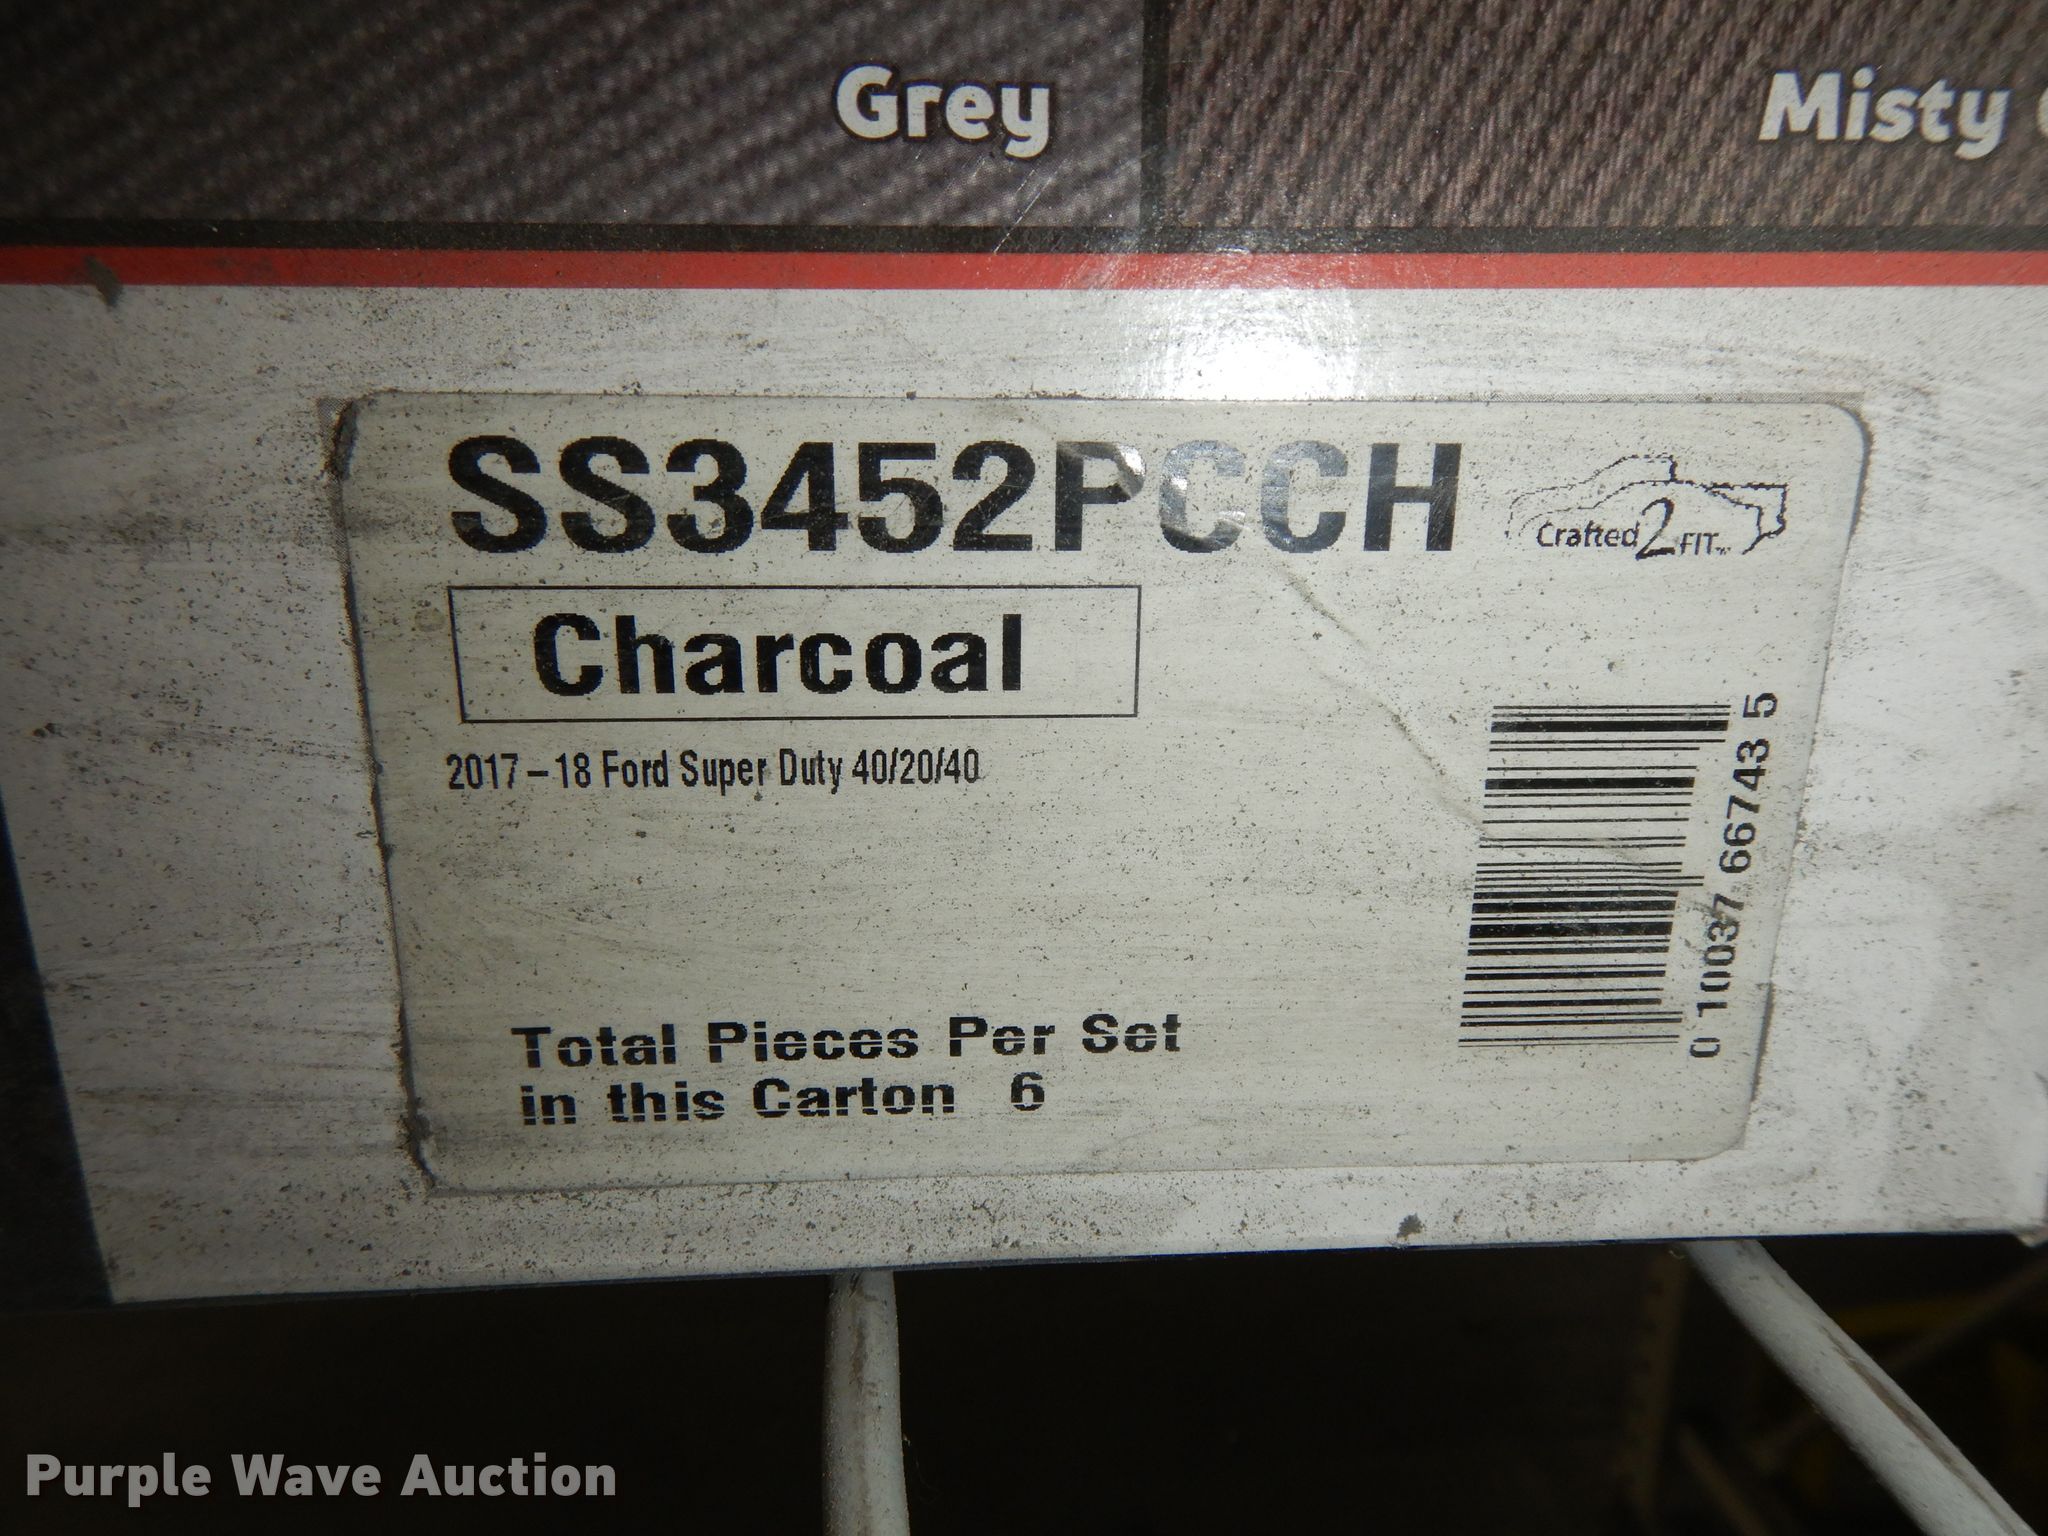 Grey
Misty
SS3452PCCH
Crafted 2 FIT™
Charcoal
2017-18 Ford Super Duty 40/20/40
0 10037 66743 5
Total Pieces Per Set
in this Carton 6
Purple Wave Auction